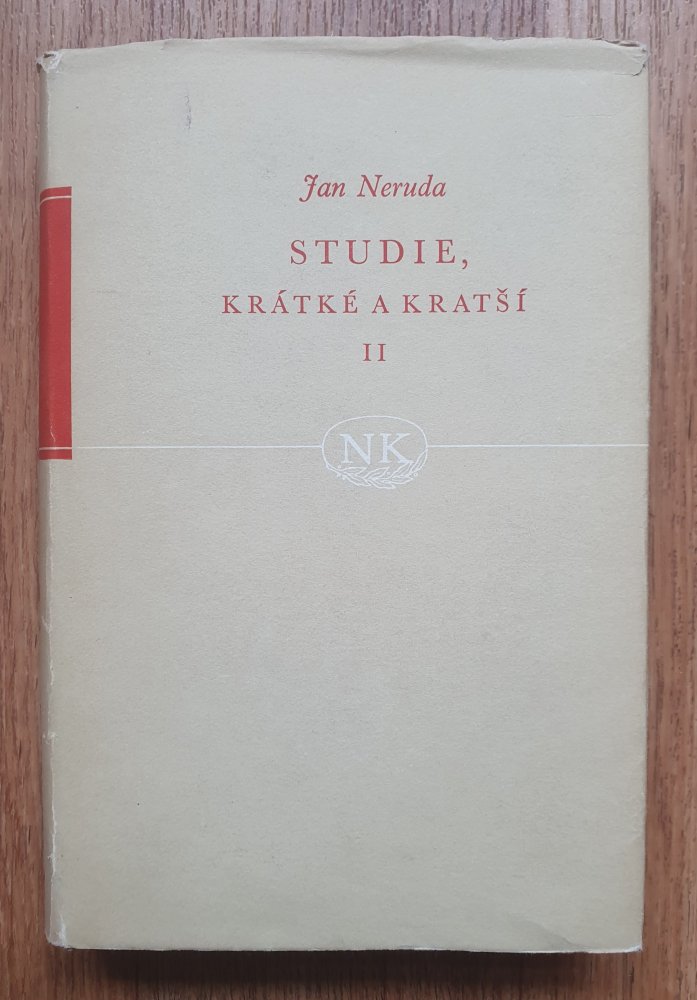 Jan Neruda
STUDIE,
KRÁTKÉ A KRATŠÍ
II
NK